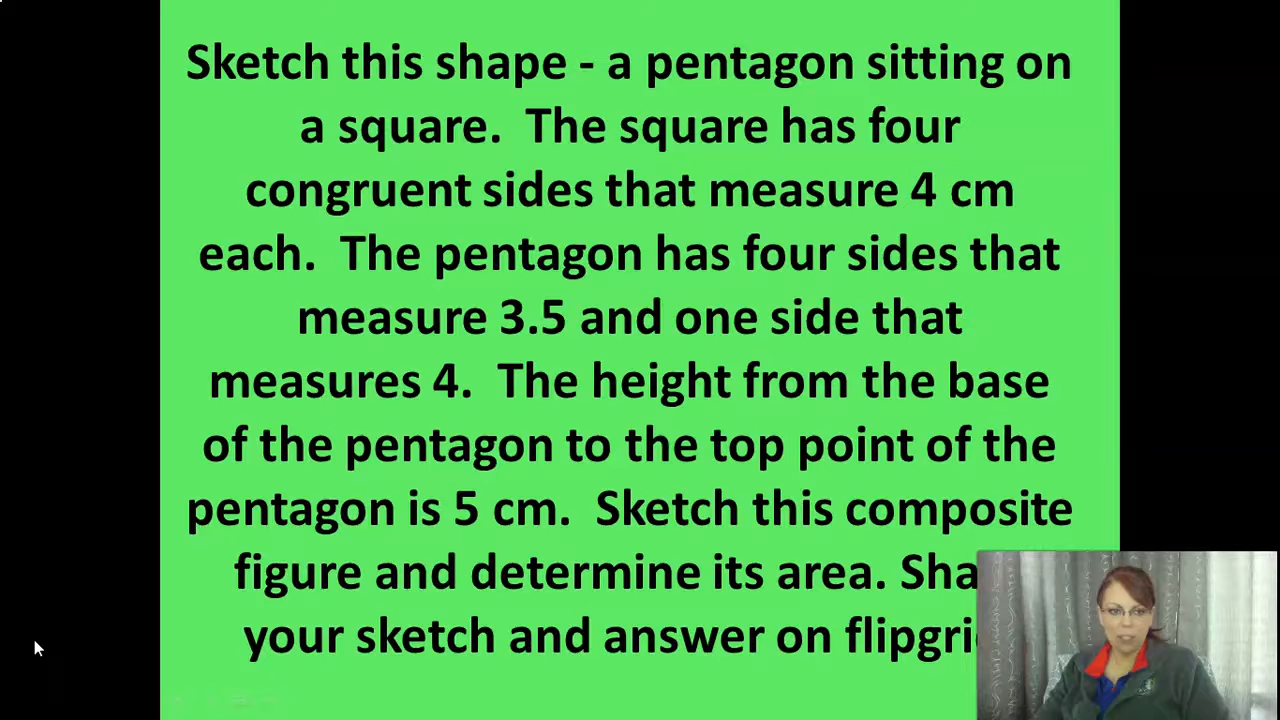 Sketch this shape - a pentagon sitting on
a square. The square has four
congruent sides that measure 4 cm
each. The pentagon has four sides that
measure 3.5 and one side that
measures 4. The height from the base
of the pentagon to the top point of the
pentagon is 5 cm. Sketch this composite
figure and determine its area. Sha
your sketch and answer on flipgri